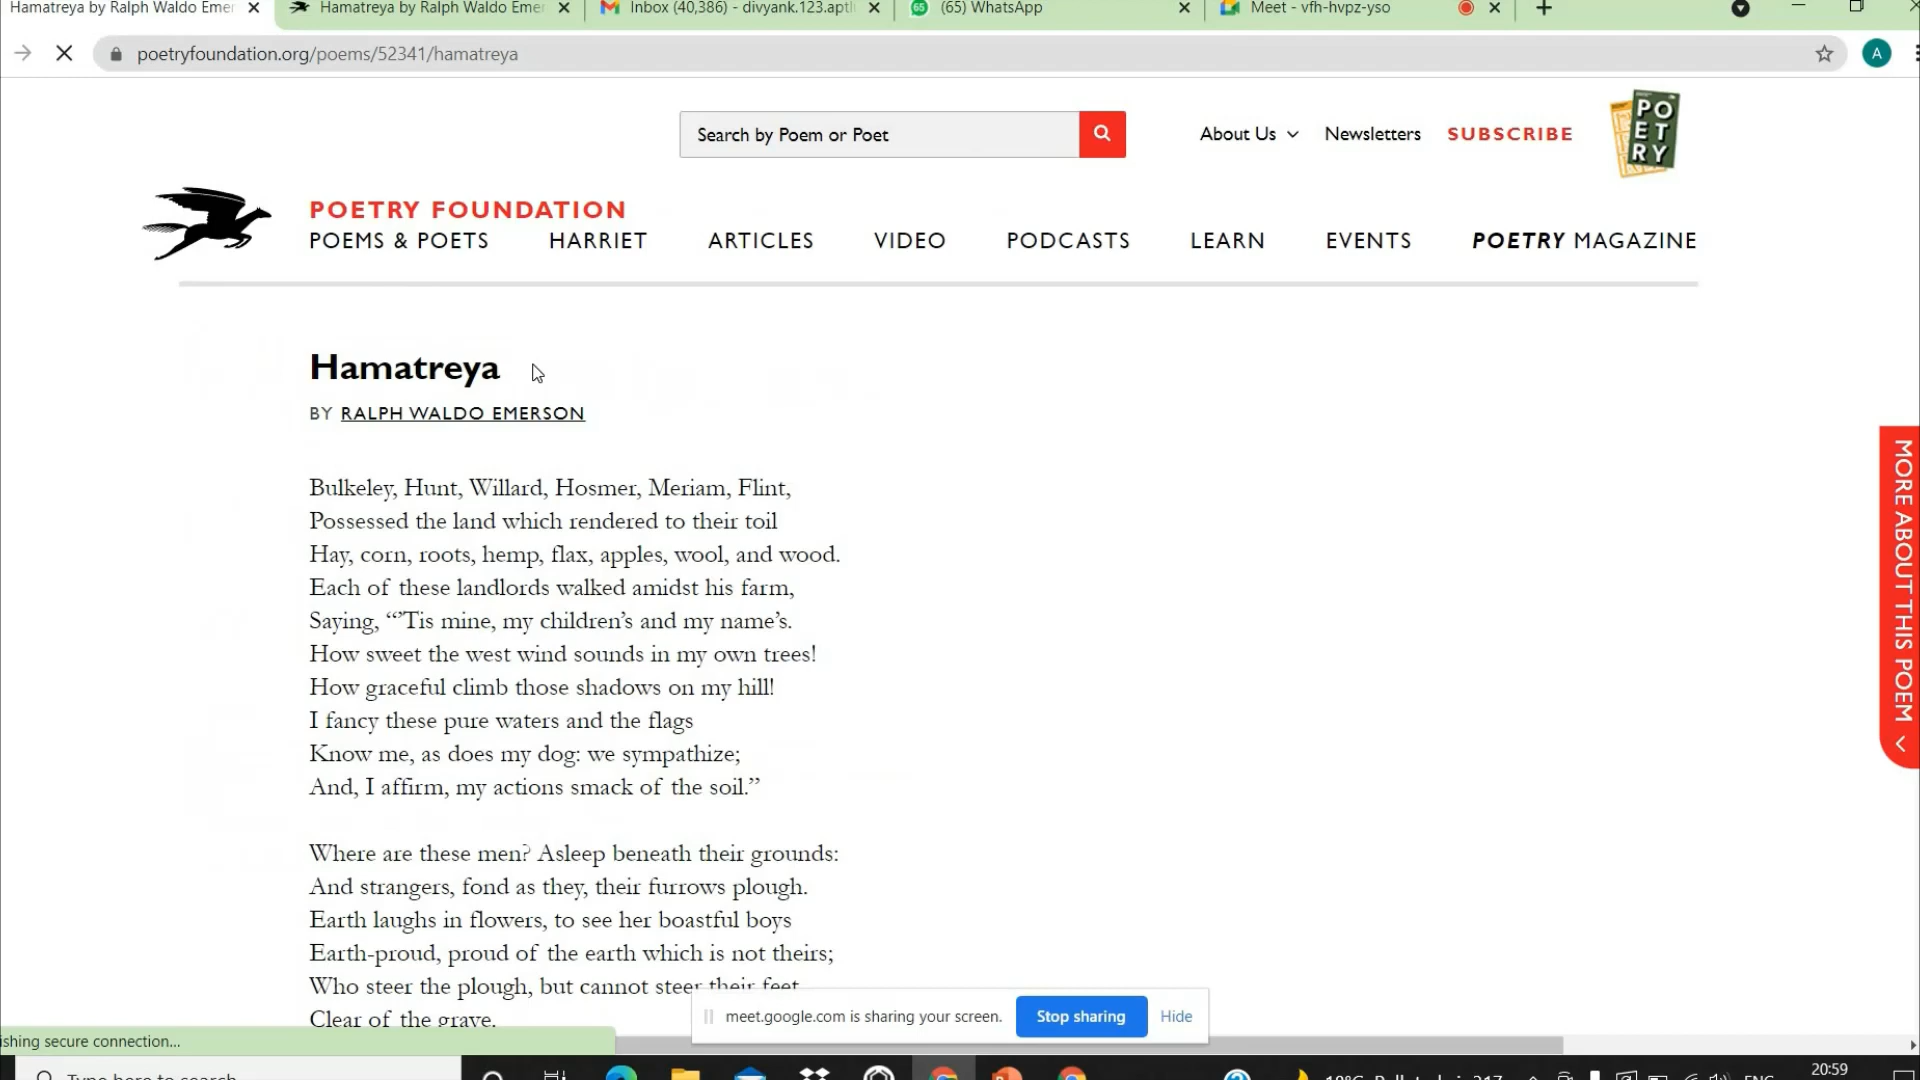 Hamatreya by Ralph Waldo Emer
Hamatreya by Ralph Waldo Emer
Inbox (40,386) - divyank.123.aptl
(65) WhatsApp
Meet - vfh-hvpz-yso
poetryfoundation.org/poems/52341/hamatreya
A
Search by Poem or Poet
About Us
Newsletters
SUBSCRIBE
PO
ET
RY
POETRY FOUNDATION
POEMS & POETS
HARRIET
ARTICLES
VIDEO
PODCASTS
LEARN
EVENTS
POETRY MAGAZINE
Hamatreya
BY RALPH WALDO EMERSON
Bulkeley, Hunt, Willard, Hosmer, Meriam, Flint,
Possessed the land which rendered to their toil
Hay, corn, roots, hemp, flax, apples, wool, and wood.
Each of these landlords walked amidst his farm,
Saying, “’Tis mine, my children’s and my name’s.
How sweet the west wind sounds in my own trees!
How graceful climb those shadows on my hill!
I fancy these pure waters and the flags
Know me, as does my dog: we sympathize;
And, I affirm, my actions smack of the soil.”
Where are these men? Asleep beneath their grounds:
And strangers, fond as they, their furrows plough.
Earth laughs in flowers, to see her boastful boys
Earth-proud, proud of the earth which is not theirs;
Who steer the plough, but cannot steer their feet
Clear of the grave.
MORE ABOUT THIS POEM
meet.google.com is sharing your screen.
Stop sharing
Hide
ishing secure connection...
Type here to search
20:59
ENG